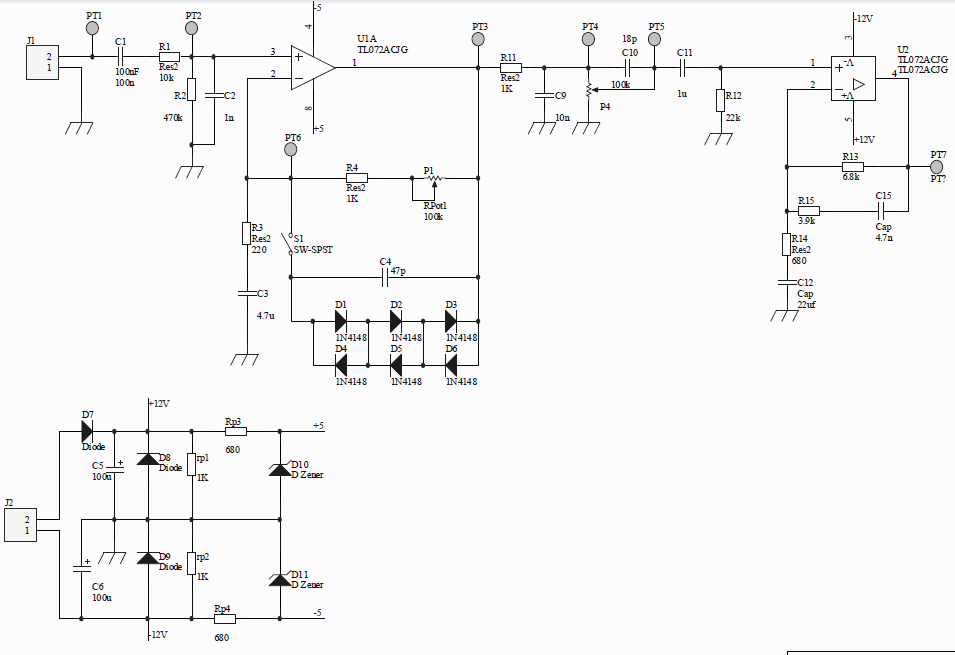 PT1
PT2
-5
4
J1
2
1
C1
100nF
100n
R1
Res2
10k
R2
470k
C2
1n
3
2
U1A
TL072ACJG
1
8
+5
PT6
R4
Res2
1K
P1
RPot1
100k
R3
Res2
220
S1
SW-SPST
C4
47p
C3
4.7u
D1
D2
D3
1N4148
1N4148
1N4148
D4
D5
D6
1N4148
1N4148
1N4148
PT3
R11
Res2
1K
C9
10n
PT4
PT5
18p
C10
100k
P4
C11
1u
R12
22k
-12V
3
U2
TL072ACJG
TL072ACJG
1
2
4
-Λ
+Λ
5
+12V
R13
6.8k
PT7
PT?
R15
3.9k
C15
Cap
4.7n
R14
Res2
680
C12
Cap
22uf
+12V
D7
Diode
Rp3
680
+5
C5
+
100u
D8
Diode
rp1
1K
D10
D Zener
J2
2
1
C6
+
100u
D9
Diode
rp2
1K
D11
D Zener
Rp4
680
-5
-12V